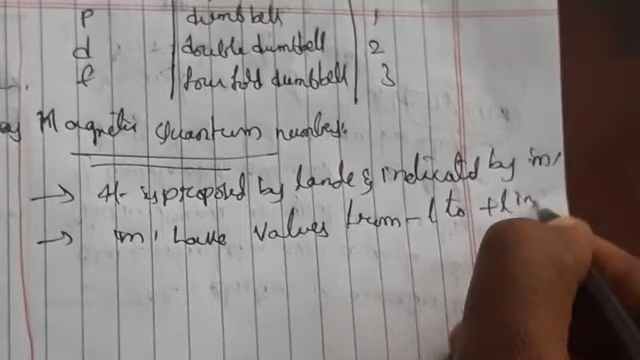 p dumbbell 1
d double dumbbell 2
f four fold dumbbell 3
Magnetic Quantum number:
→ It is proposed by Lande & indicated by 'm'
→ 'm' have values from -l to +l in